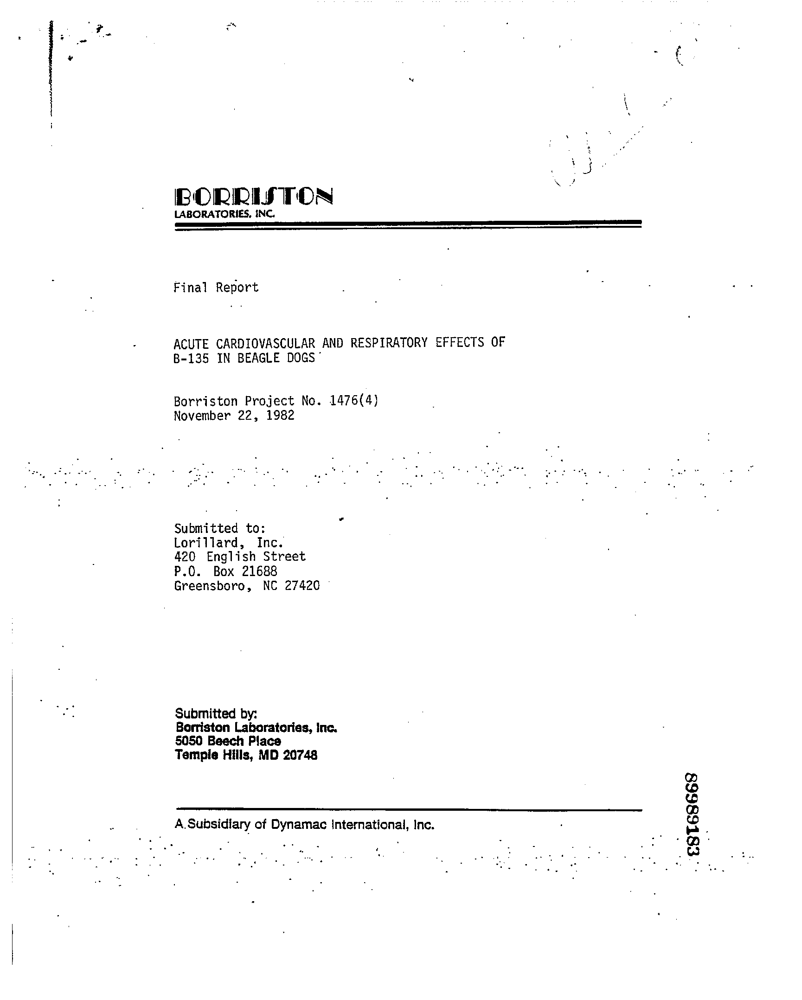 BORRISTON
LABORATORIES, INC.
Final Report
ACUTE CARDIOVASCULAR AND RESPIRATORY EFFECTS OF
B-135 IN BEAGLE DOGS
Borriston Project No. 1476(4)
November 22, 1982
Submitted to:
Lorillard, Inc.
420 English Street
P.O. Box 21688
Greensboro, NC 27420
Submitted by:
Borriston Laboratories, Inc.
5050 Beech Place
Temple Hills, MD 20748
A Subsidiary of Dynamac International, Inc.
89989183